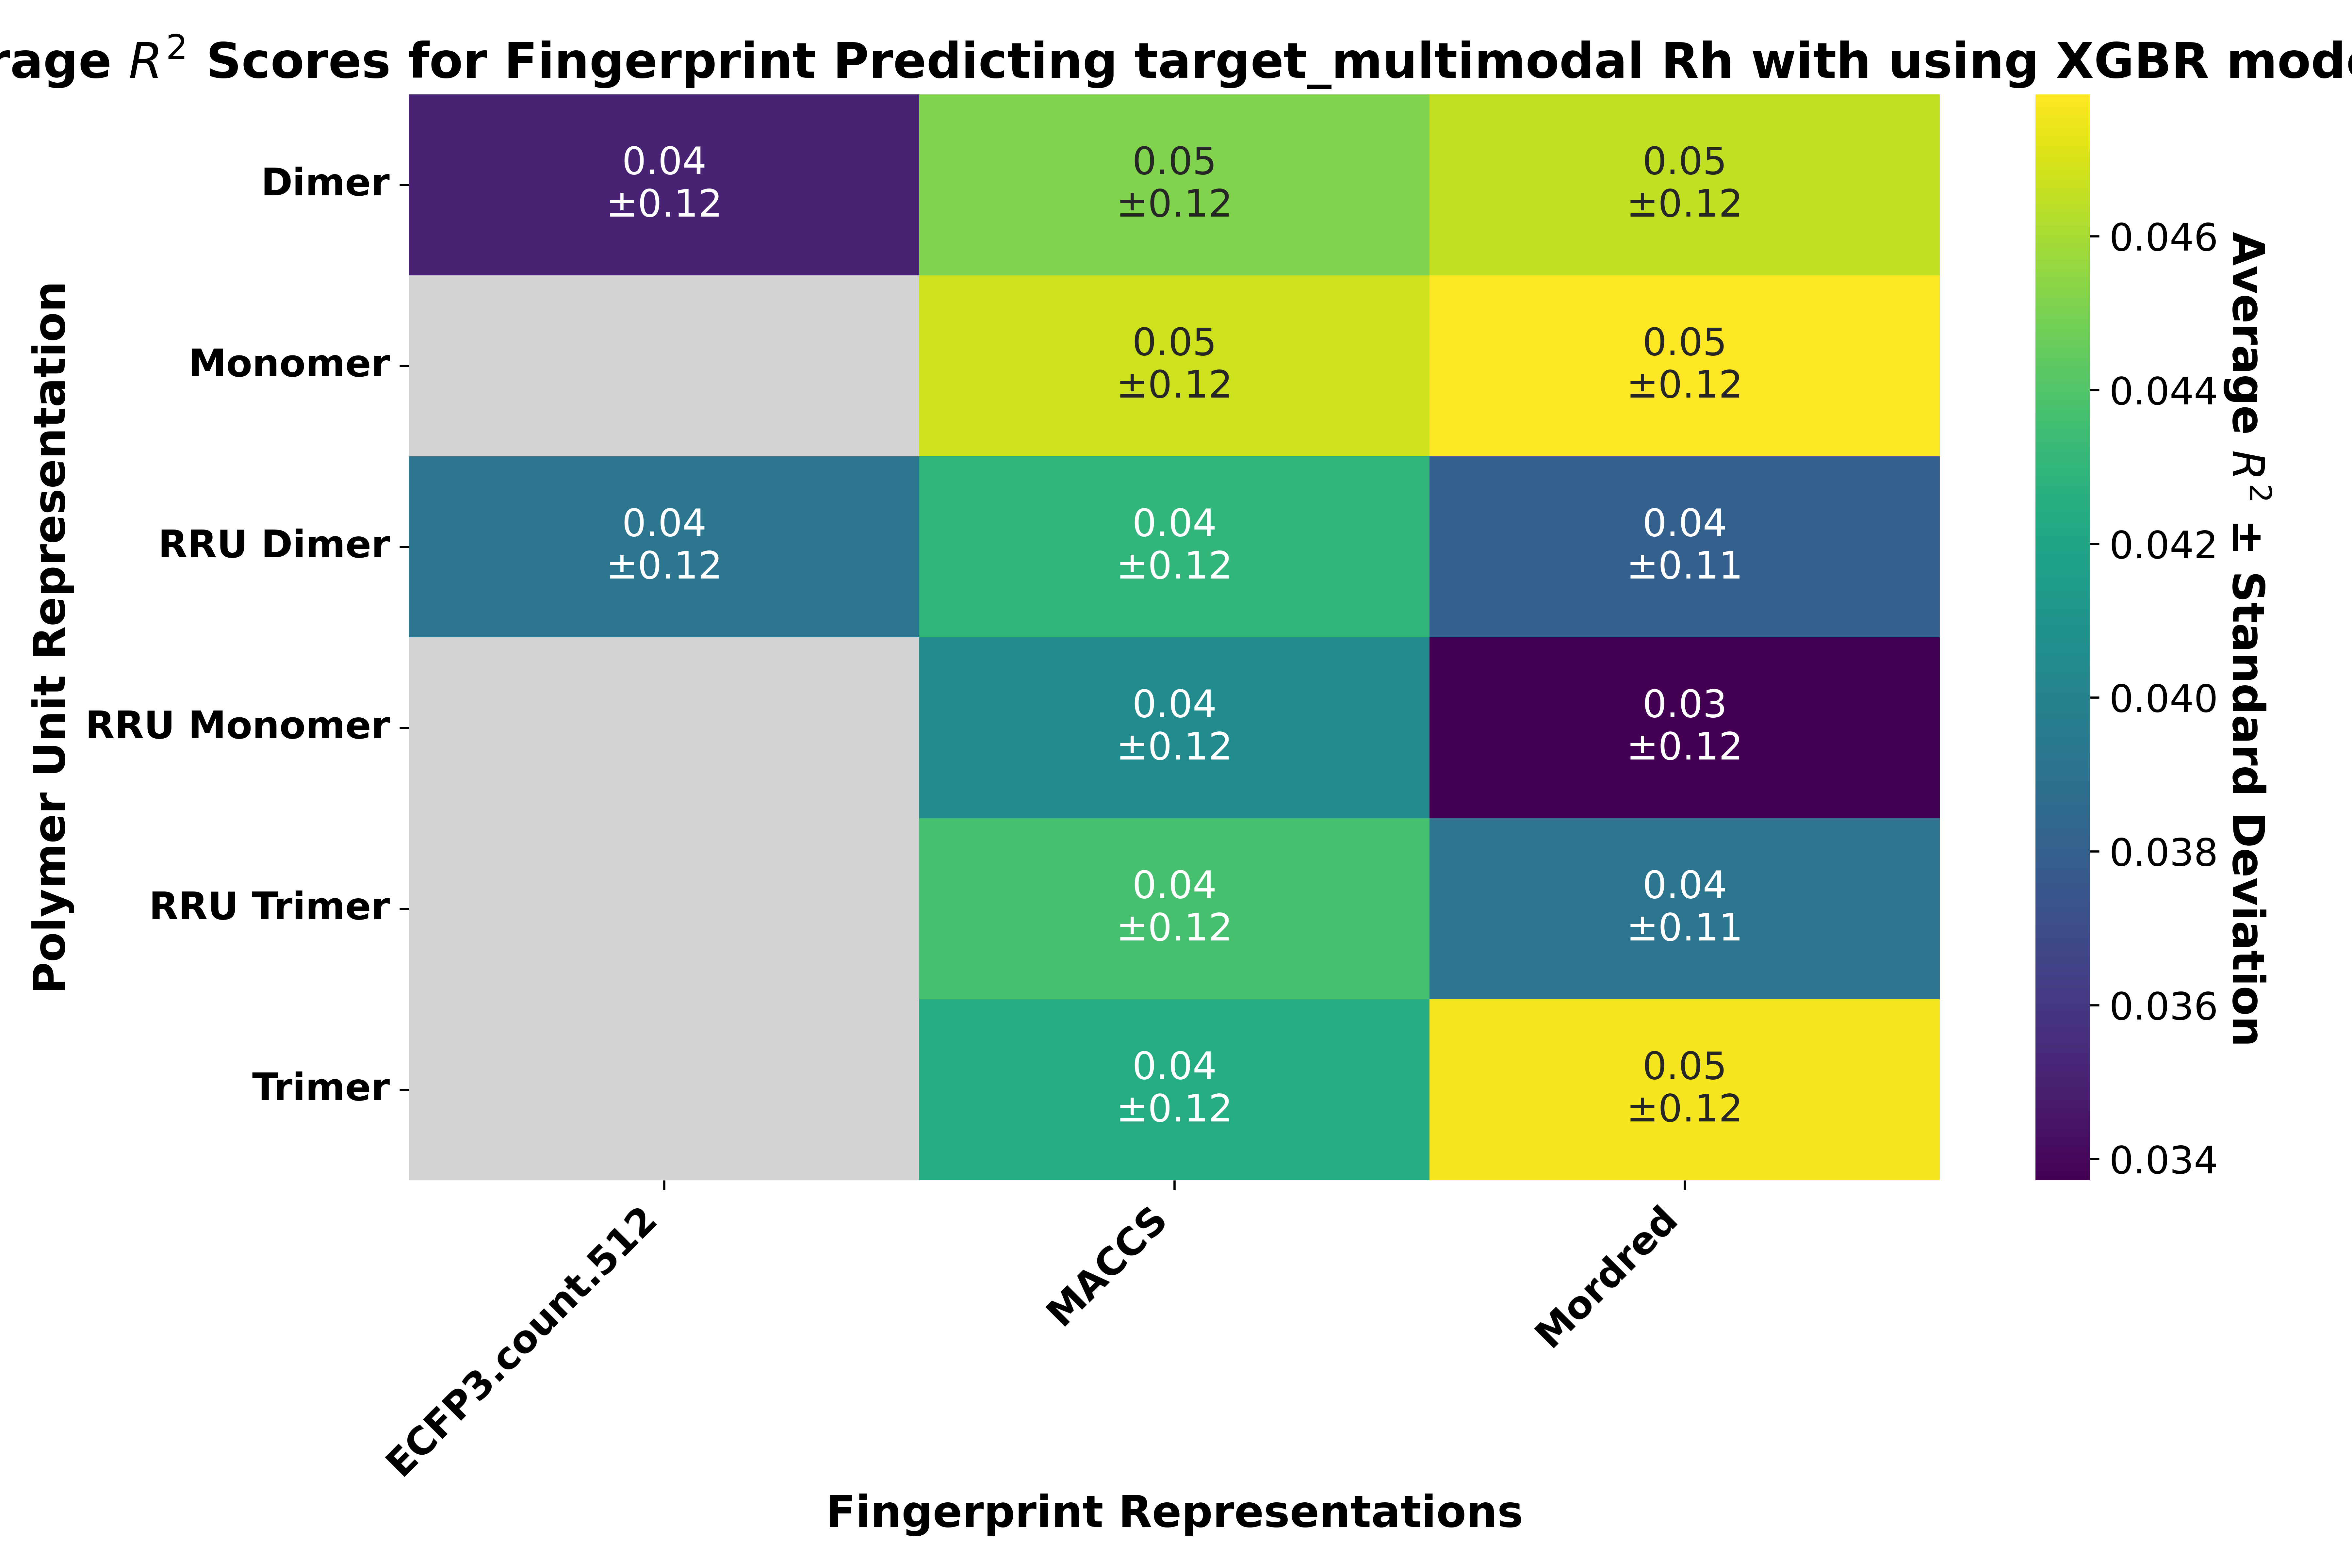 rage R² Scores for Fingerprint Predicting target_multimodal Rh with using XGBR mod
Polymer Unit Representation
Dimer
0.04
±0.12
0.05
±0.12
0.05
±0.12
Monomer
0.05
±0.12
0.05
±0.12
RRU Dimer
0.04
±0.12
0.04
±0.12
0.04
±0.11
RRU Monomer
0.04
±0.12
0.03
±0.12
RRU Trimer
0.04
±0.12
0.04
±0.11
Trimer
0.04
±0.12
0.05
±0.12
ECFP3.count.512
MACCS
Mordred
Fingerprint Representations
0.046
0.044
0.042
0.040
0.038
0.036
0.034
Average R² ± Standard Deviation